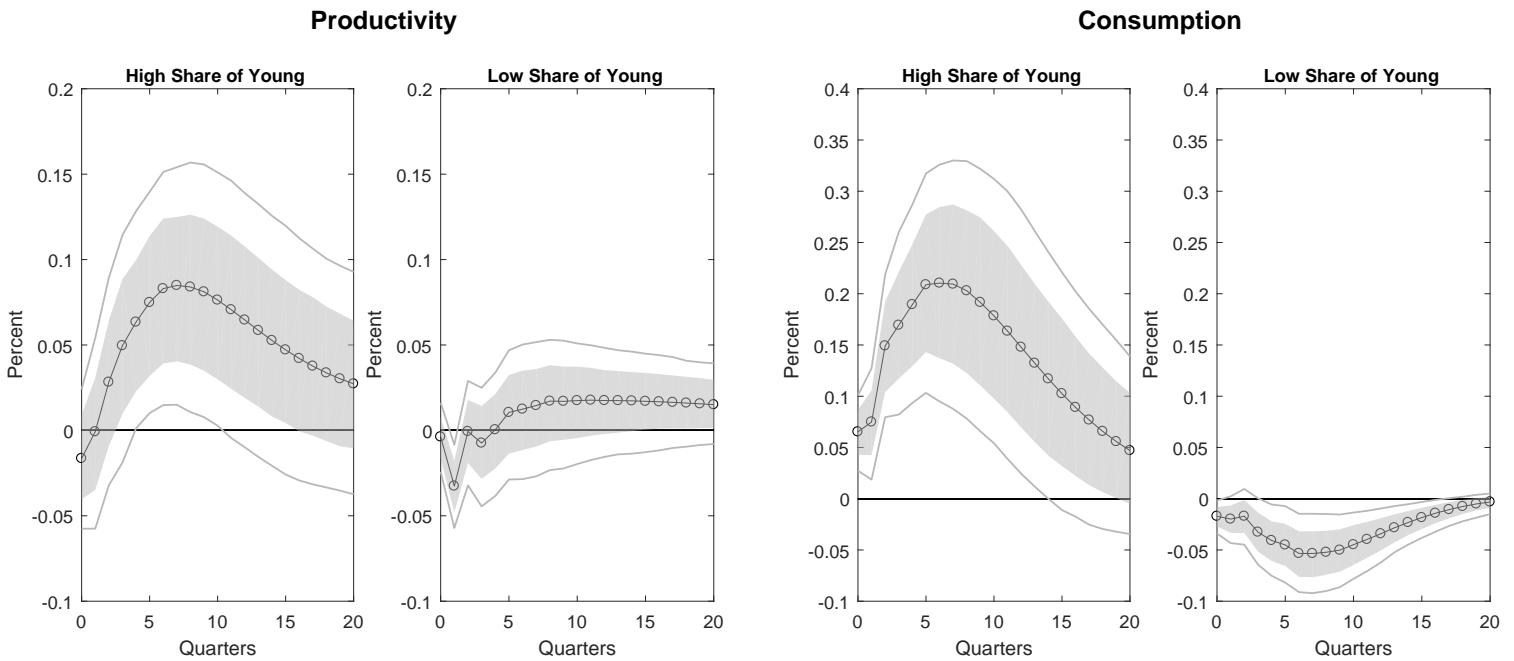 Productivity
Consumption
High Share of Young
Low Share of Young
High Share of Young
Low Share of Young
0.2
0.15
0.1
0.05
0
-0.05
-0.1
Percent
0 5 10 15 20
Quarters
0.2
0.15
0.1
0.05
0
-0.05
-0.1
Percent
0 5 10 15 20
Quarters
0.4
0.35
0.3
0.25
0.2
0.15
0.1
0.05
0
-0.05
-0.1
Percent
0 5 10 15 20
Quarters
0.4
0.35
0.3
0.25
0.2
0.15
0.1
0.05
0
-0.05
-0.1
Percent
0 5 10 15 20
Quarters